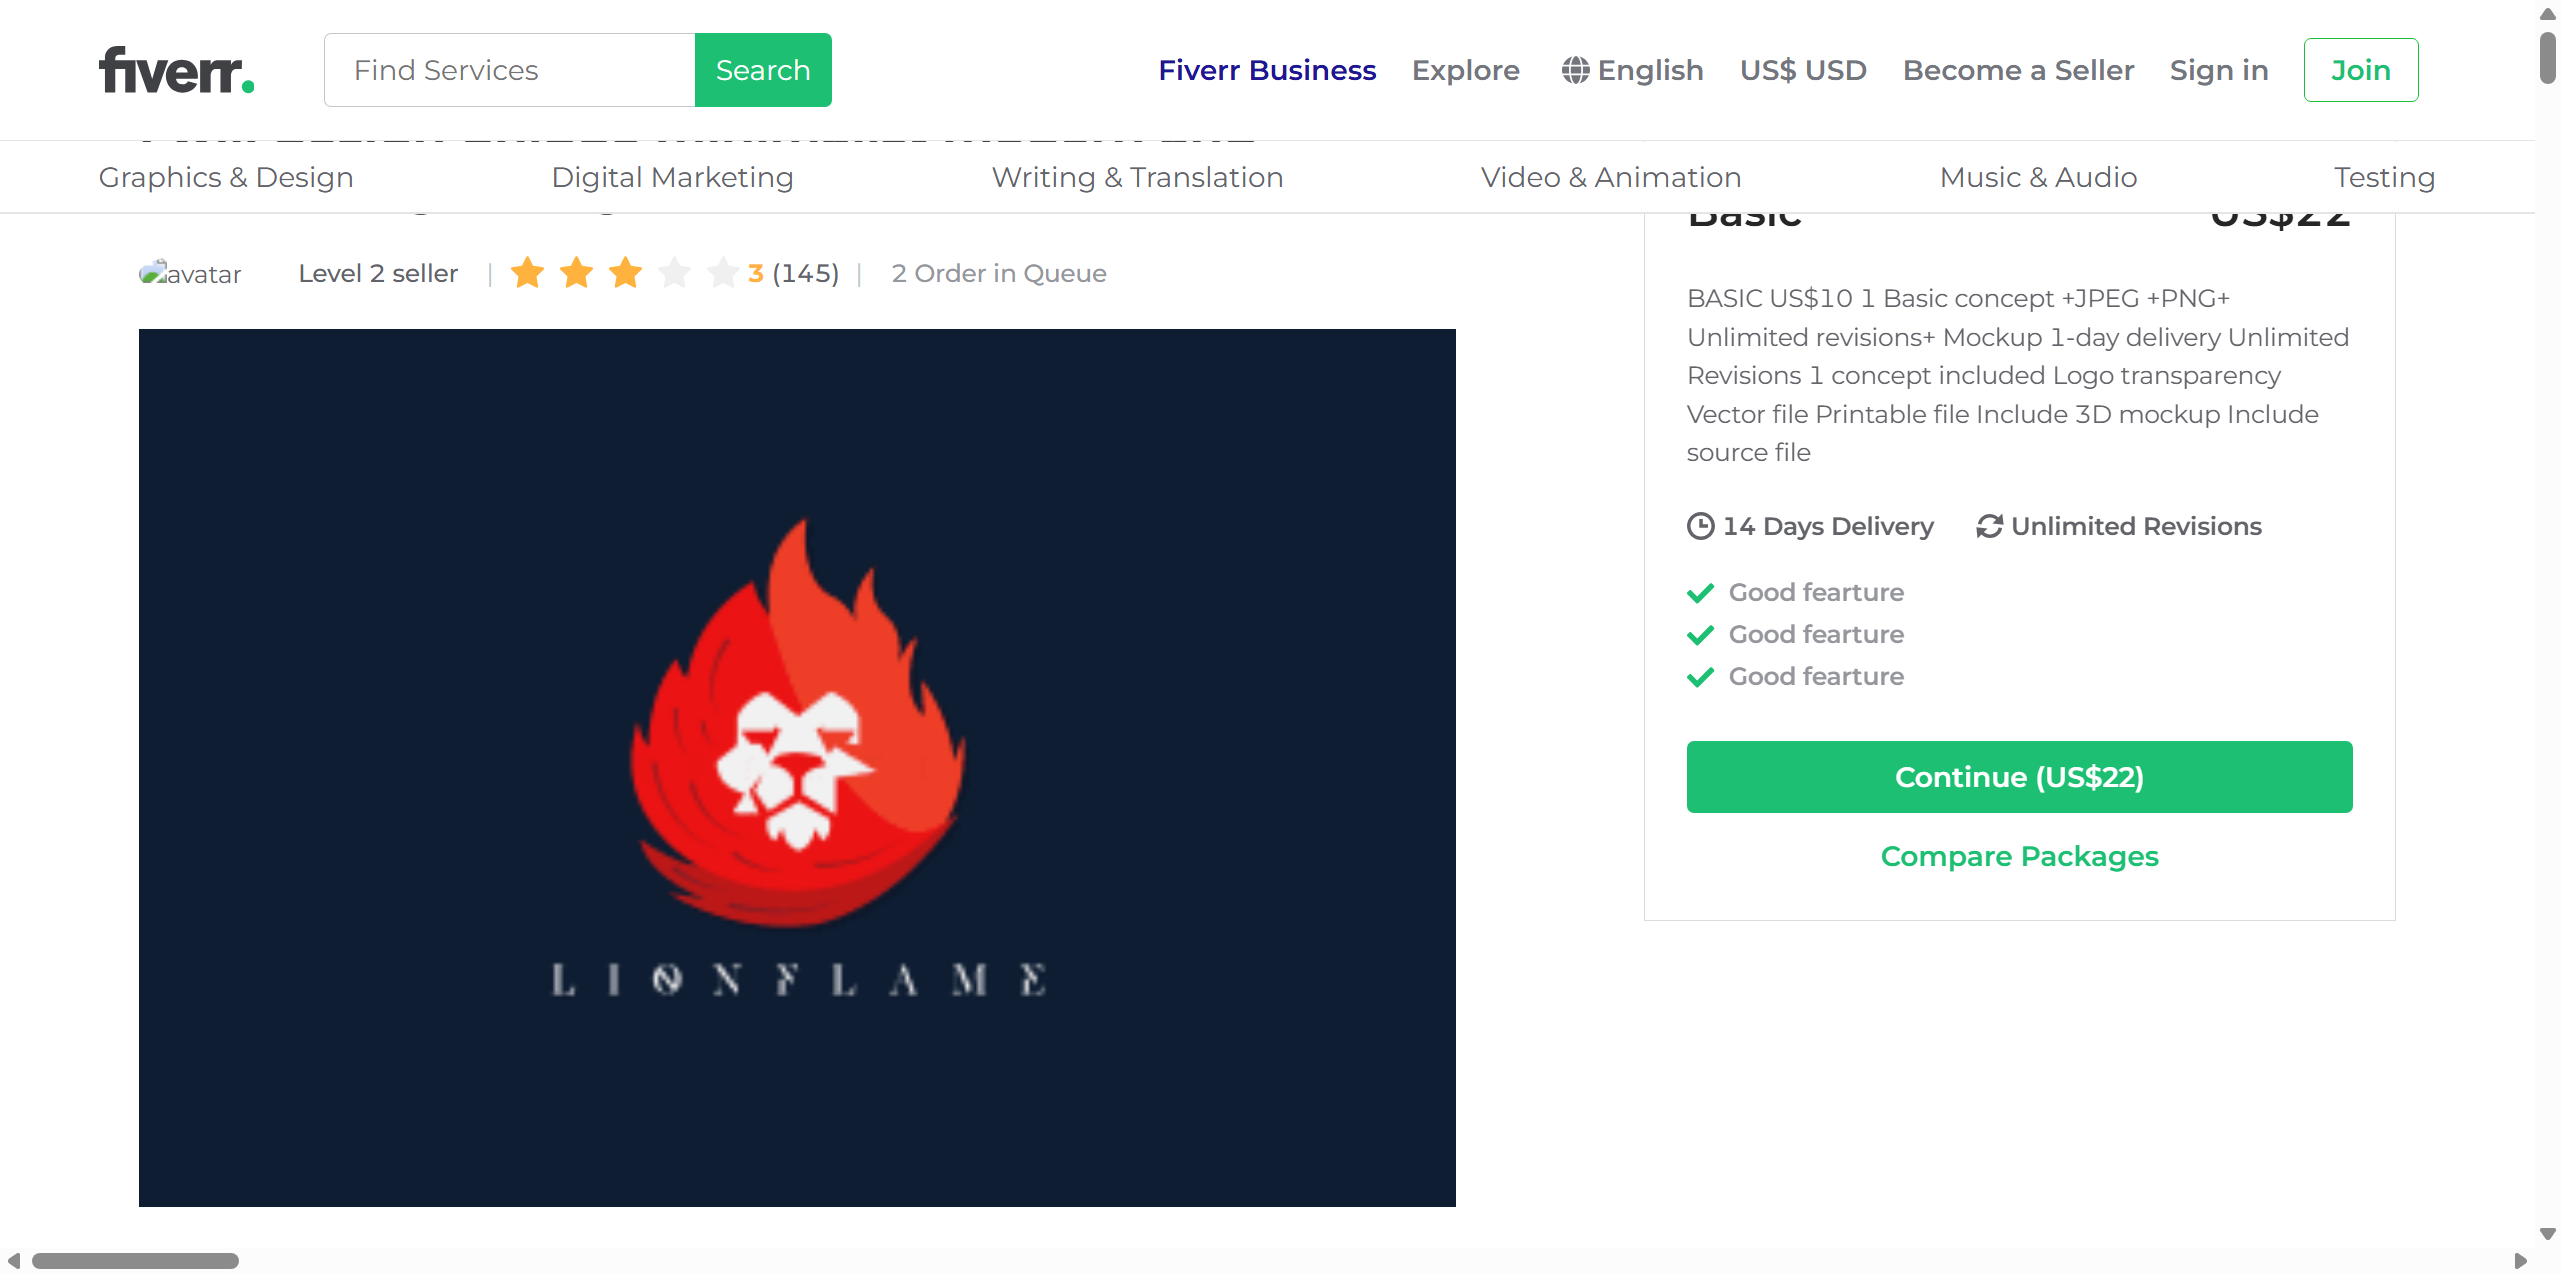 fiverr.
Find Services
Search
Fiverr Business
Explore
English
US$ USD
Become a Seller
Sign in
Join
Graphics & Design
Digital Marketing
Writing & Translation
Video & Animation
Music & Audio
Testing
Basic
US$22
avatar
Level 2 seller
|
3 (145)
|
2 Order in Queue
BASIC US$10 1 Basic concept +JPEG +PNG+
Unlimited revisions+ Mockup 1-day delivery Unlimited
Revisions 1 concept included Logo transparency
Vector file Printable file Include 3D mockup Include
source file
14 Days Delivery
Unlimited Revisions
Good fearture
Good fearture
Good fearture
Continue (US$22)
Compare Packages
LIONFLAME